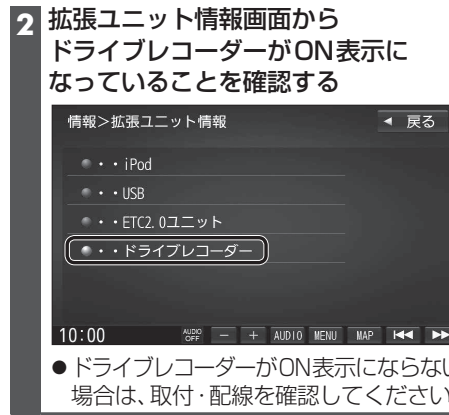 2 拡張ユニット情報画面から
ドライブレコーダーがON表示に
なっていることを確認する
情報>拡張ユニット情報
◄ 戻る
・・iPod
・・USB
・・ETC2.0ユニット
・・ドライブレコーダー
10:00 AUDIO OFF － ＋ AUDIO MENU MAP ⏮ ⏭
●ドライブレコーダーがON表示にならない
場合は、取付・配線を確認してください